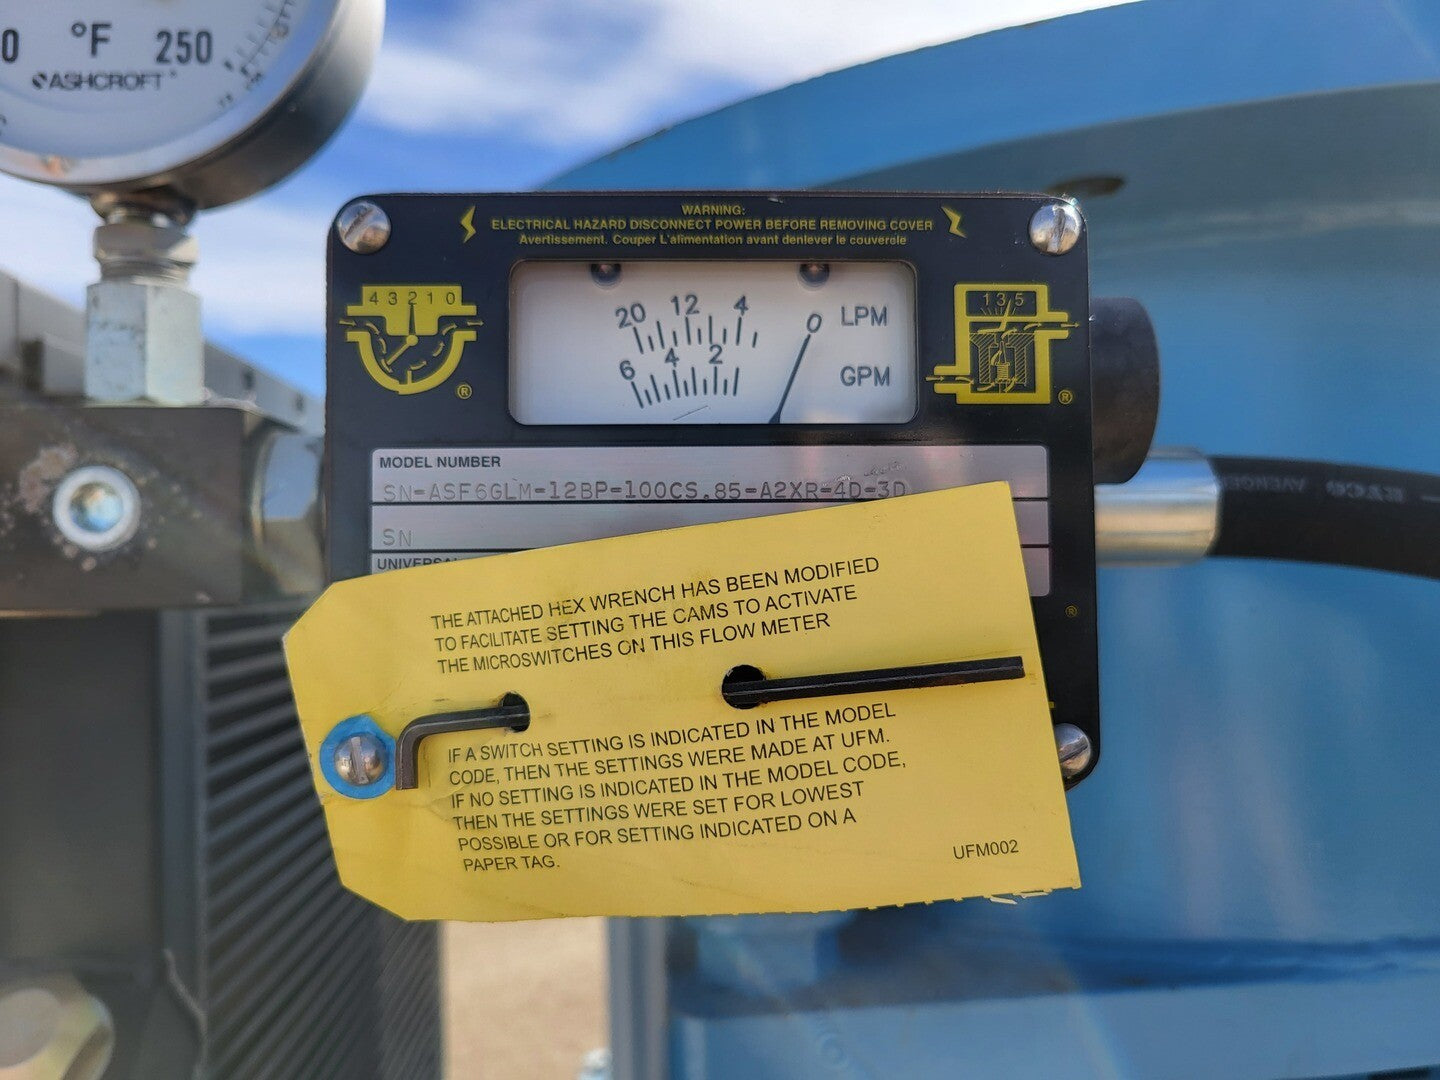 °F 250
ASHCROFT
WARNING:
ELECTRICAL HAZARD DISCONNECT POWER BEFORE REMOVING COVER
Avertissement. Couper L'alimentation avant denlever le couvercle
4 3 2 1 0
®
20 12 4 0 LPM
6 4 2 GPM
1 3 5
®
MODEL NUMBER
SN-ASF6GLM-12BP-100CS.85-A2XR-4D-3D
SN
®
THE ATTACHED HEX WRENCH HAS BEEN MODIFIED
TO FACILITATE SETTING THE CAMS TO ACTIVATE
THE MICROSWITCHES ON THIS FLOW METER
IF A SWITCH SETTING IS INDICATED IN THE MODEL
CODE, THEN THE SETTINGS WERE MADE AT UFM.
IF NO SETTING IS INDICATED IN THE MODEL CODE,
THEN THE SETTINGS WERE SET FOR LOWEST
POSSIBLE OR FOR SETTING INDICATED ON A
PAPER TAG.
UFM002